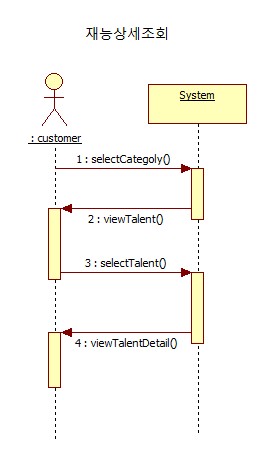 재능상세조회
System
: customer
1 : selectCategoly()
2 : viewTalent()
3 : selectTalent()
4 : viewTalentDetail()